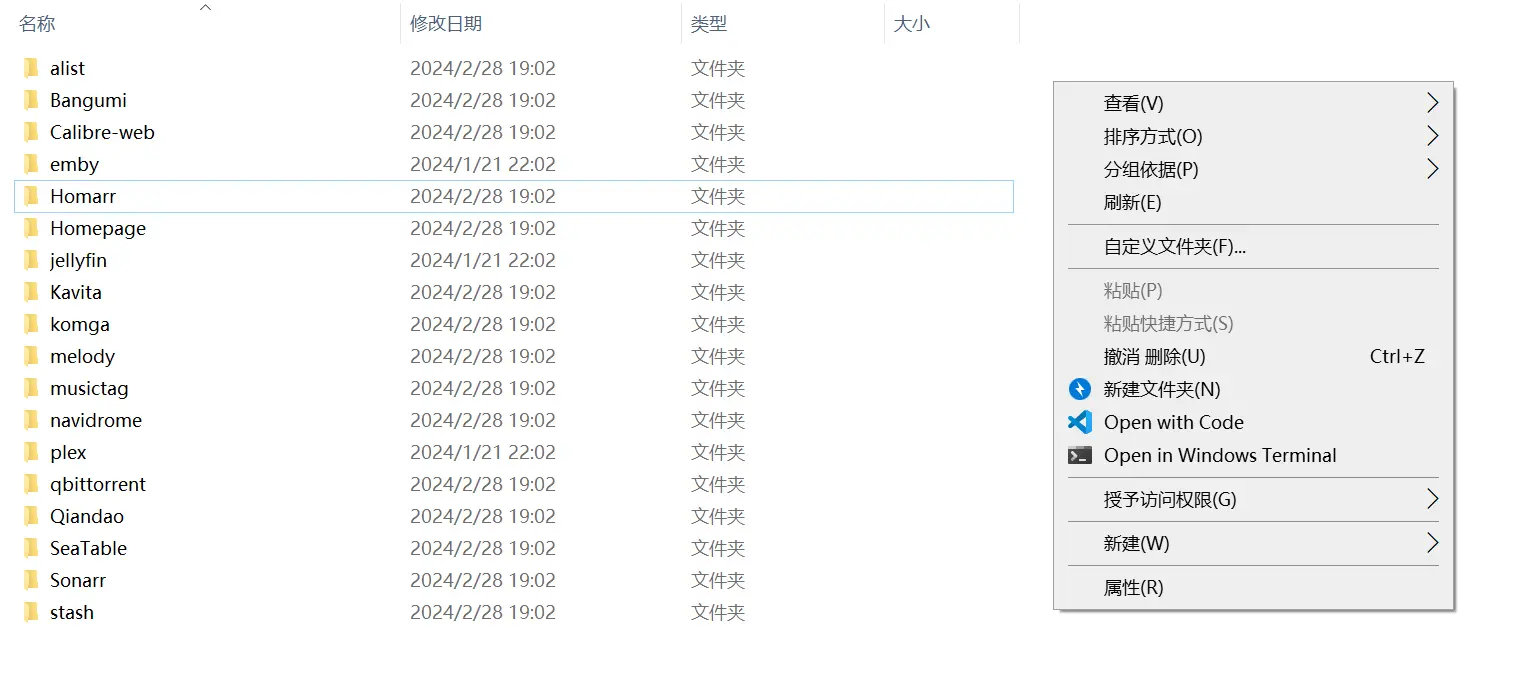 名称 修改日期 类型 大小
alist 2024/2/28 19:02 文件夹
Bangumi 2024/2/28 19:02 文件夹
Calibre-web 2024/2/28 19:02 文件夹
emby 2024/1/21 22:02 文件夹
Homarr 2024/2/28 19:02 文件夹
Homepage 2024/2/28 19:02 文件夹
jellyfin 2024/1/21 22:02 文件夹
Kavita 2024/2/28 19:02 文件夹
komga 2024/2/28 19:02 文件夹
melody 2024/2/28 19:02 文件夹
musictag 2024/2/28 19:02 文件夹
navidrome 2024/2/28 19:02 文件夹
plex 2024/1/21 22:02 文件夹
qbittorrent 2024/2/28 19:02 文件夹
Qiandao 2024/2/28 19:02 文件夹
SeaTable 2024/2/28 19:02 文件夹
Sonarr 2024/2/28 19:02 文件夹
stash 2024/2/28 19:02 文件夹
查看(V)
排序方式(O)
分组依据(P)
刷新(E)
自定义文件夹(F)...
粘贴(P)
粘贴快捷方式(S)
撤消 删除(U) Ctrl+Z
新建文件夹(N)
Open with Code
Open in Windows Terminal
授予访问权限(G)
新建(W)
属性(R)